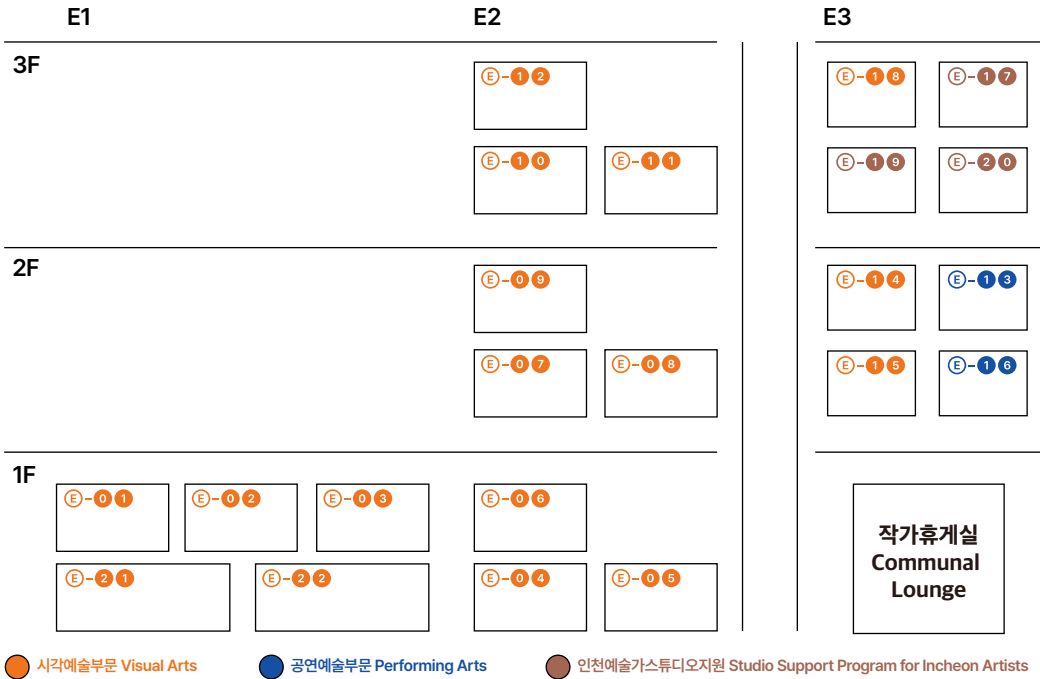 E1 E2 E3
3F
E-12 E-18 E-17
E-10 E-11 E-19 E-20
2F
E-09 E-14 E-13
E-07 E-08 E-15 E-16
1F
E-01 E-02 E-03 E-06
E-21 E-22 E-04 E-05
작가휴게실
Communal
Lounge
시각예술부문 Visual Arts 공연예술부문 Performing Arts 인천예술가스튜디오지원 Studio Support Program for Incheon Artists